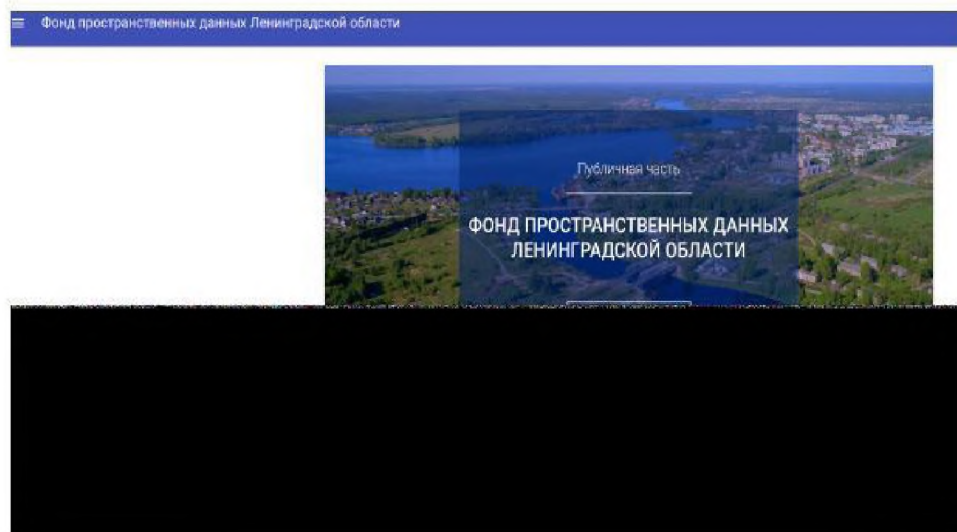 Фонд пространственных данных Ленинградской области
Публичная часть
ФОНД ПРОСТРАНСТВЕННЫХ ДАННЫХ
ЛЕНИНГРАДСКОЙ ОБЛАСТИ